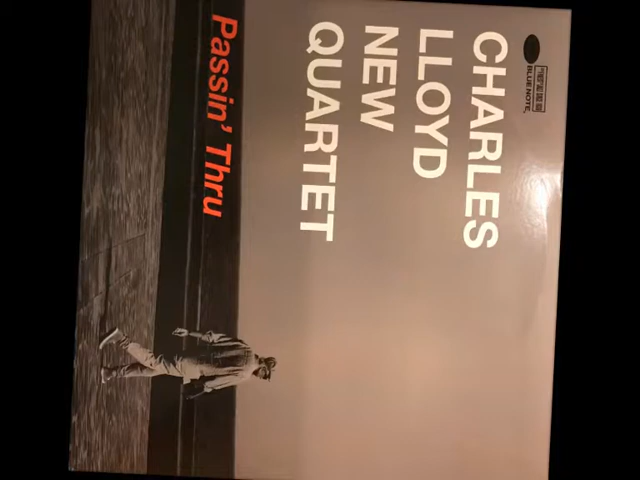 BLUE NOTE.
CHARLES
LLOYD
NEW
QUARTET
Passin' Thru